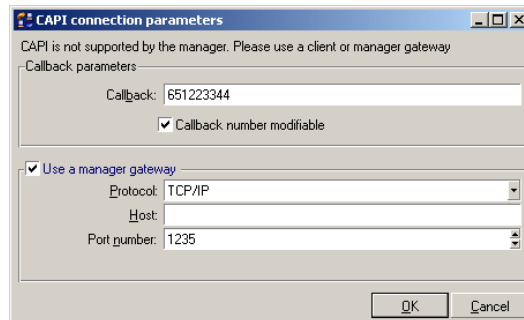 CAPI connection parameters
CAPI is not supported by the manager. Please use a client or manager gateway
Callback parameters
Callback: 651223344
Callback number modifiable
Use a manager gateway
Protocol: TCP/IP
Host:
Port number: 1235
OK Cancel